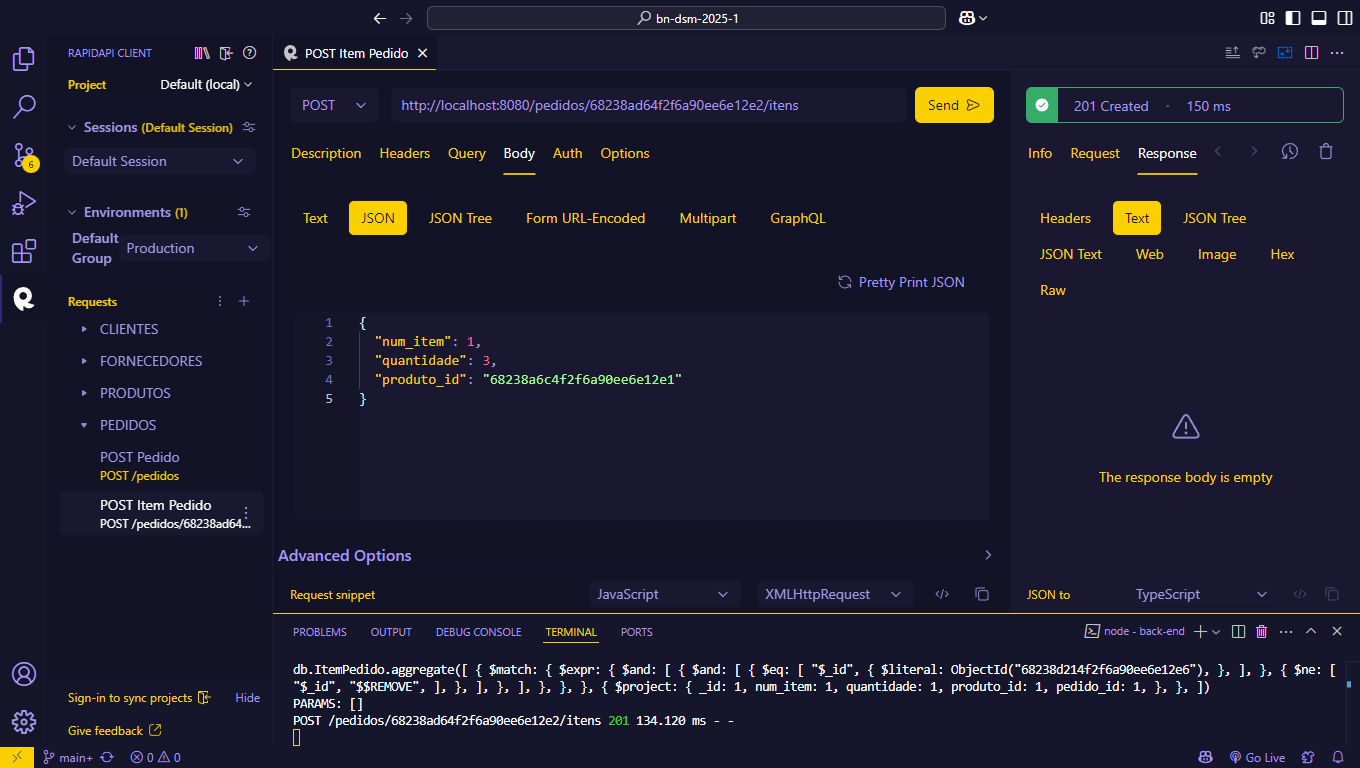 bn-dsm-2025-1
RAPIDAPI CLIENT
Project
Default (local)
Sessions (Default Session)
Default Session
Environments (1)
Default Group
Production
Requests
CLIENTES
FORNECEDORES
PRODUTOS
PEDIDOS
POST Pedido
POST /pedidos
POST Item Pedido
POST /pedidos/68238ad64...
Sign-in to sync projects
Hide
Give feedback
6
POST Item Pedido
POST
http://localhost:8080/pedidos/68238ad64f2f6a90ee6e12e2/itens
Send
Description Headers Query Body Auth Options
Text JSON JSON Tree Form URL-Encoded Multipart GraphQL
Pretty Print JSON
1 {
2 "num_item": 1,
3 "quantidade": 3,
4 "produto_id": "68238a6c4f2f6a90ee6e12e1"
5 }
Advanced Options
Request snippet
JavaScript
XMLHttpRequest
201 Created · 150 ms
Info Request Response
Headers Text JSON Tree
JSON Text Web Image Hex
Raw
The response body is empty
JSON to
TypeScript
PROBLEMS OUTPUT DEBUG CONSOLE TERMINAL PORTS
node - back-end
db.ItemPedido.aggregate([ { $match: { $expr: { $and: [ { $and: [ { $eq: [ "$_id", { $literal: ObjectId("68238d214f2f6a90ee6e12e6"), }, ], }, { $ne: [
"$_id", "$$REMOVE", ], }, ], }, ], }, }, }, { $project: { _id: 1, num_item: 1, quantidade: 1, produto_id: 1, pedido_id: 1, }, }, ])
PARAMS: []
POST /pedidos/68238ad64f2f6a90ee6e12e2/itens 201 134.120 ms - -
main+
0 0
Go Live